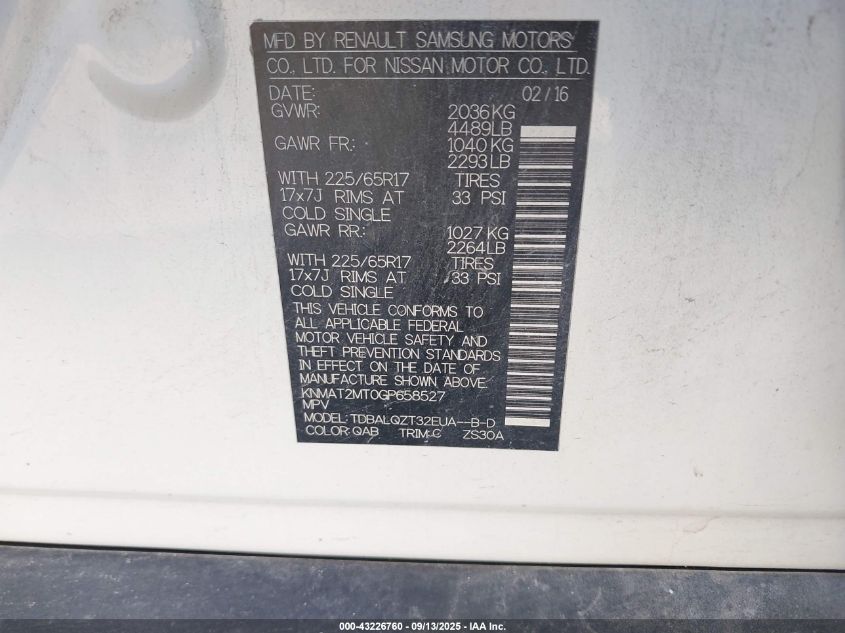 MFD BY RENAULT SAMSUNG MOTORS
CO., LTD. FOR NISSAN MOTOR CO., LTD.
DATE: 02/16
GVWR: 2036KG
4489LB
GAWR FR.: 1040KG
2293LB
WITH 225/65R17 TIRES
17x7J RIMS AT 33 PSI
COLD SINGLE
GAWR RR.: 1027KG
2264LB
WITH 225/65R17 TIRES
17x7J RIMS AT 33 PSI
COLD SINGLE
THIS VEHICLE CONFORMS TO
ALL APPLICABLE FEDERAL
MOTOR VEHICLE SAFETY AND
THEFT PREVENTION STANDARDS
IN EFFECT ON THE DATE OF
MANUFACTURE SHOWN ABOVE.
KNMAT2MT0GP658527
MPV
MODEL: TDBALQZT32EUA--B-D
COLOR: QAB TRIM: C ZS30A
000-43226760 - 09/13/2025 - IAA Inc.